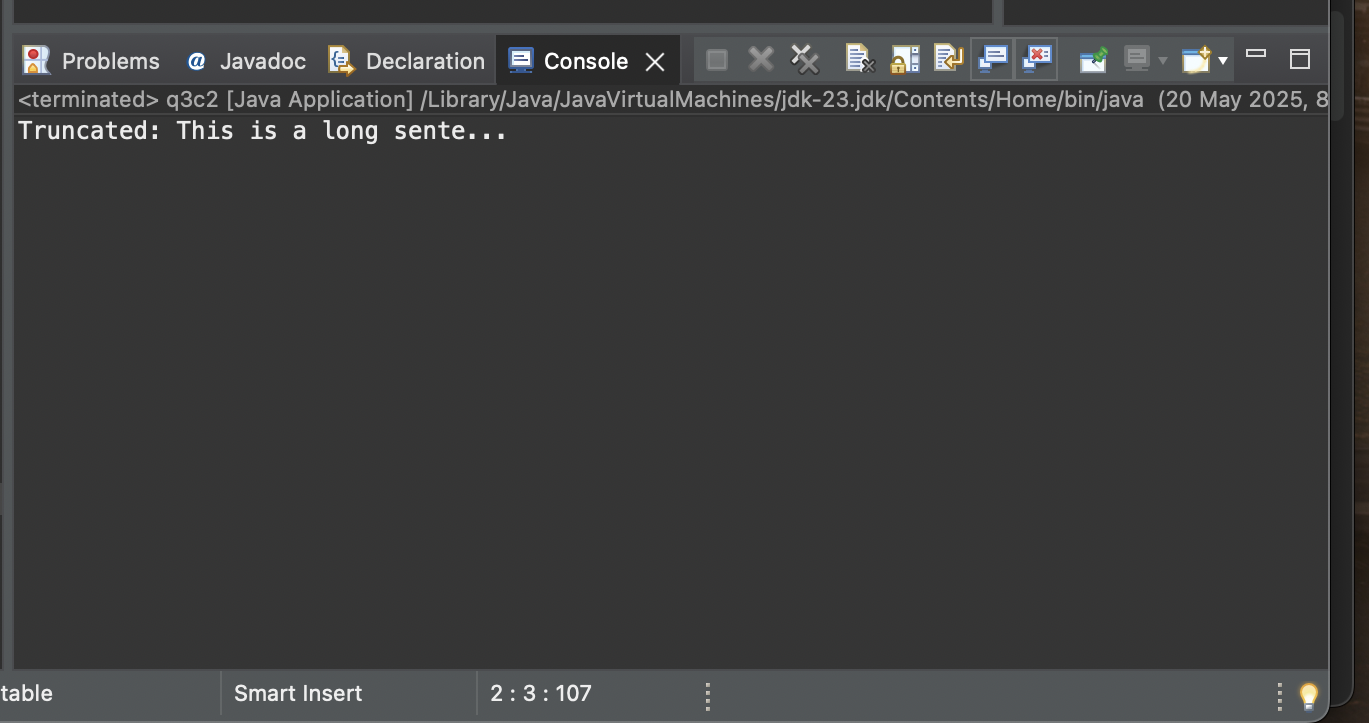 Problems @ Javadoc Declaration Console
<terminated> q3c2 [Java Application] /Library/Java/JavaVirtualMachines/jdk-23.jdk/Contents/Home/bin/java (20 May 2025, 8
Truncated: This is a long sente...
table Smart Insert 2 : 3 : 107